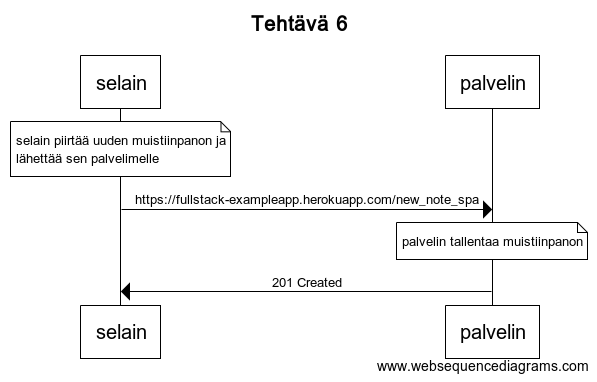 Tehtävä 6
selain
palvelin
selain piirtää uuden muistiinpanon ja
lähettää sen palvelimelle
https://fullstack-exampleapp.herokuapp.com/new_note_spa
palvelin tallentaa muistiinpanon
201 Created
selain
palvelin
www.websequencediagrams.com